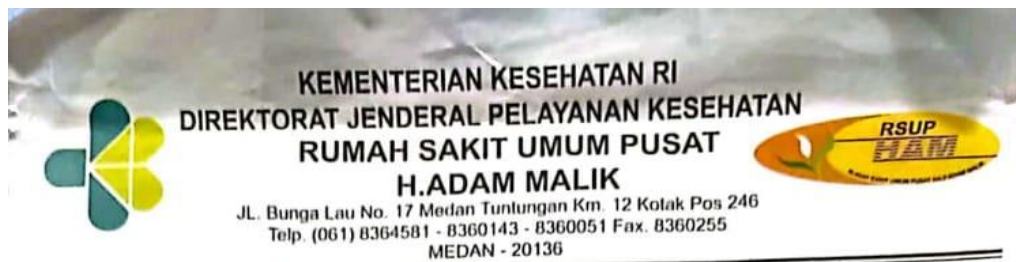 KEMENTERIAN KESEHATAN RI
DIREKTORAT JENDERAL PELAYANAN KESEHATAN
RUMAH SAKIT UMUM PUSAT
H.ADAM MALIK
JL. Bunga Lau No. 17 Medan Tuntungan Km. 12 Kotak Pos 246
Telp. (061) 8364581 - 8360143 - 8360051 Fax. 8360255
MEDAN - 20136
RSUP
HAM